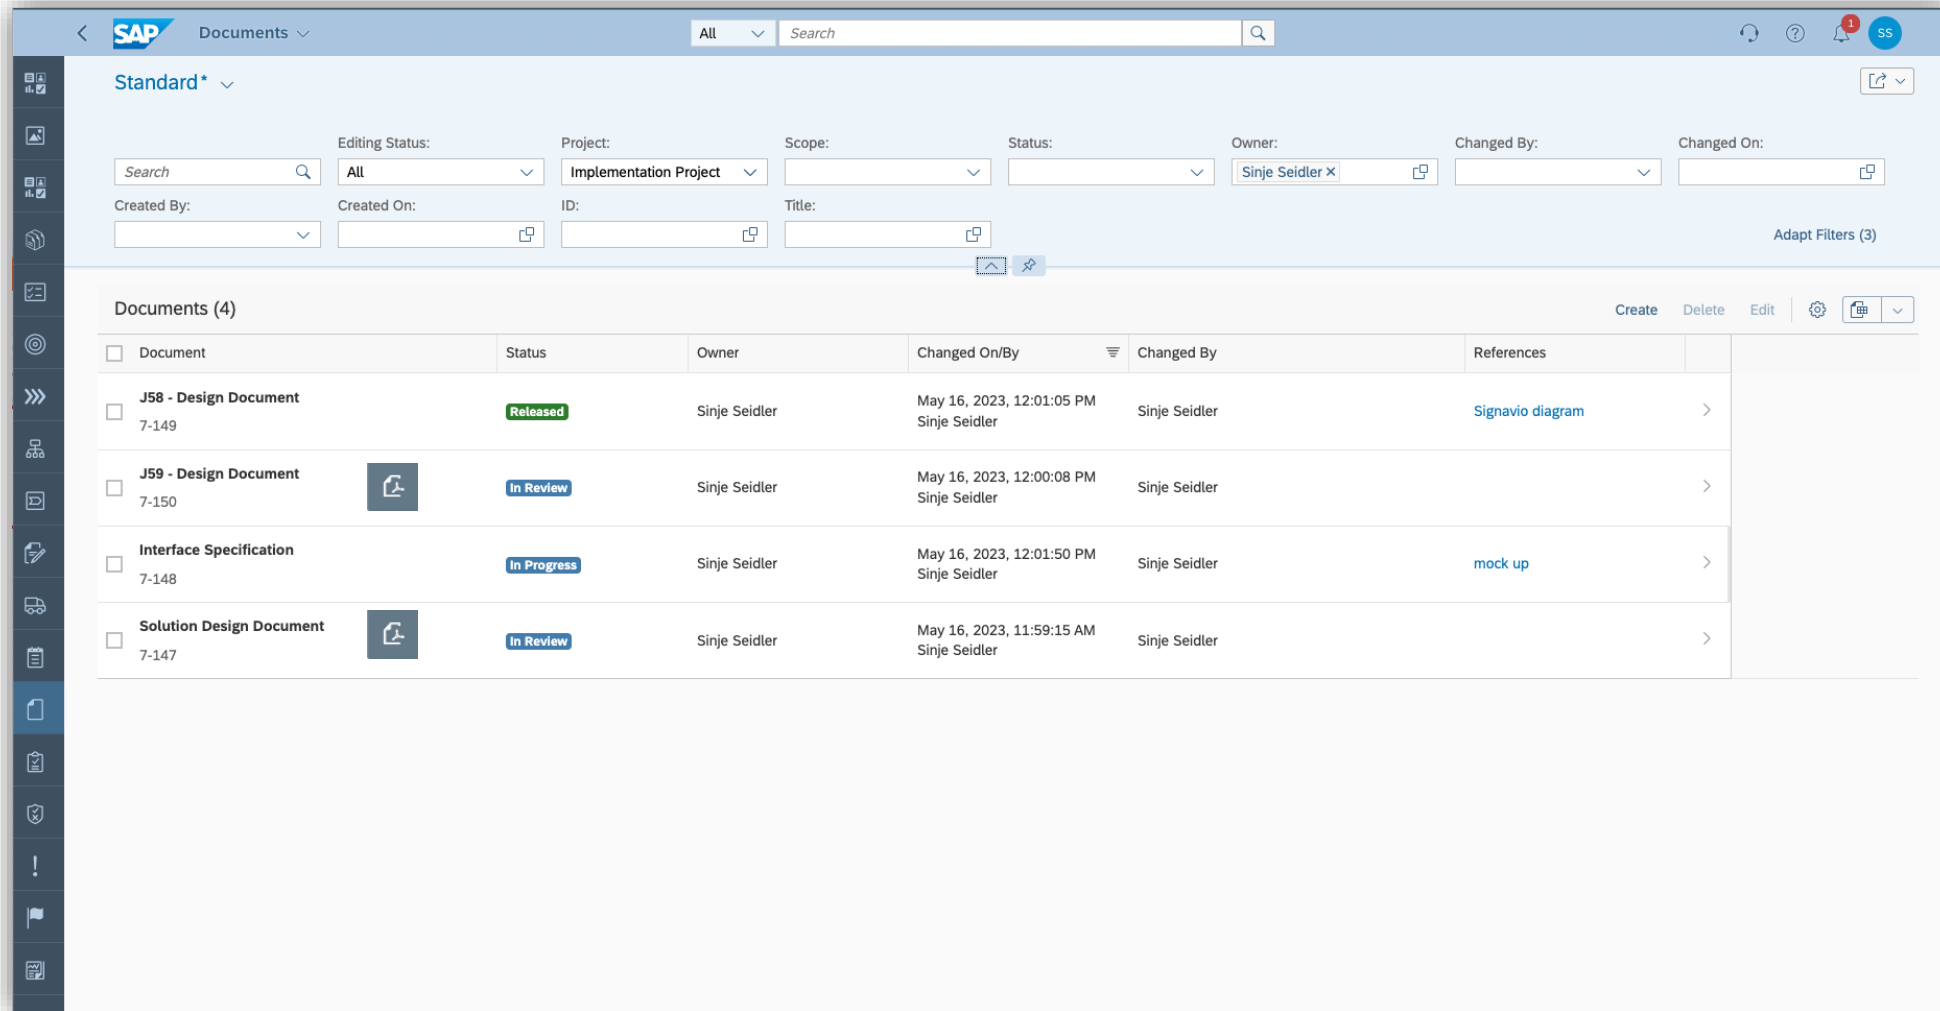 SAP Documents All Search 1 SS
Standard*
Editing Status: Project: Scope: Status: Owner: Changed By: Changed On:
Search All Implementation Project Sinje Seidler
Created By: Created On: ID: Title:
Adapt Filters (3)
Documents (4) Create Delete Edit
Document Status Owner Changed On/By Changed By References
J58 - Design Document
7-149
Released
Sinje Seidler
May 16, 2023, 12:01:05 PM
Sinje Seidler
Sinje Seidler
Signavio diagram
J59 - Design Document
7-150
In Review
Sinje Seidler
May 16, 2023, 12:00:08 PM
Sinje Seidler
Sinje Seidler
Interface Specification
7-148
In Progress
Sinje Seidler
May 16, 2023, 12:01:50 PM
Sinje Seidler
Sinje Seidler
mock up
Solution Design Document
7-147
In Review
Sinje Seidler
May 16, 2023, 11:59:15 AM
Sinje Seidler
Sinje Seidler